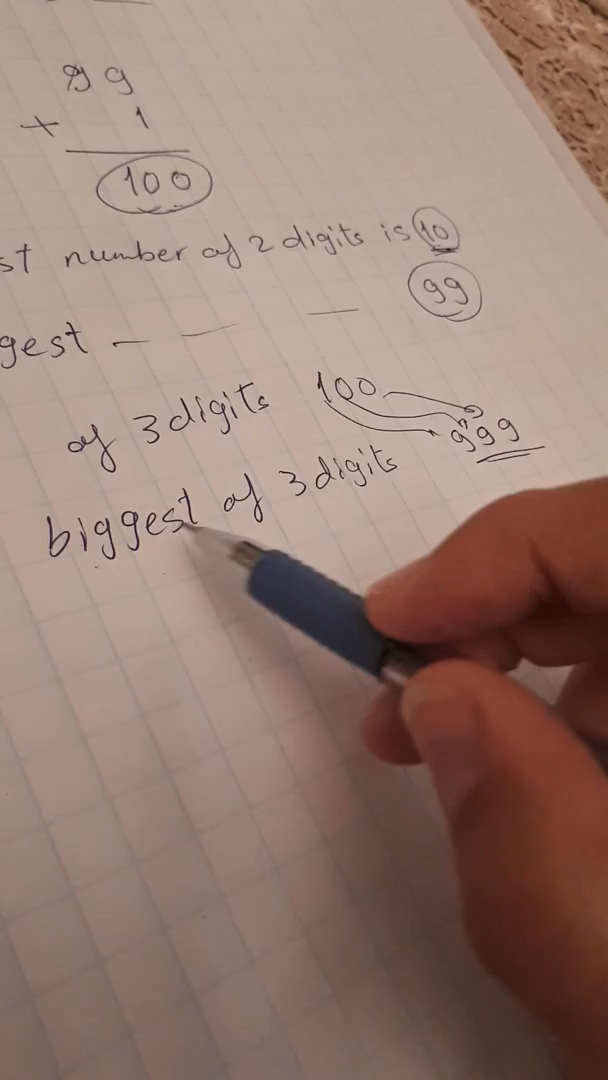 99
+ 1
100
st number of 2 digits is 10
gest — — — 99
of 3 digits 100
999
biggest of 3 digits